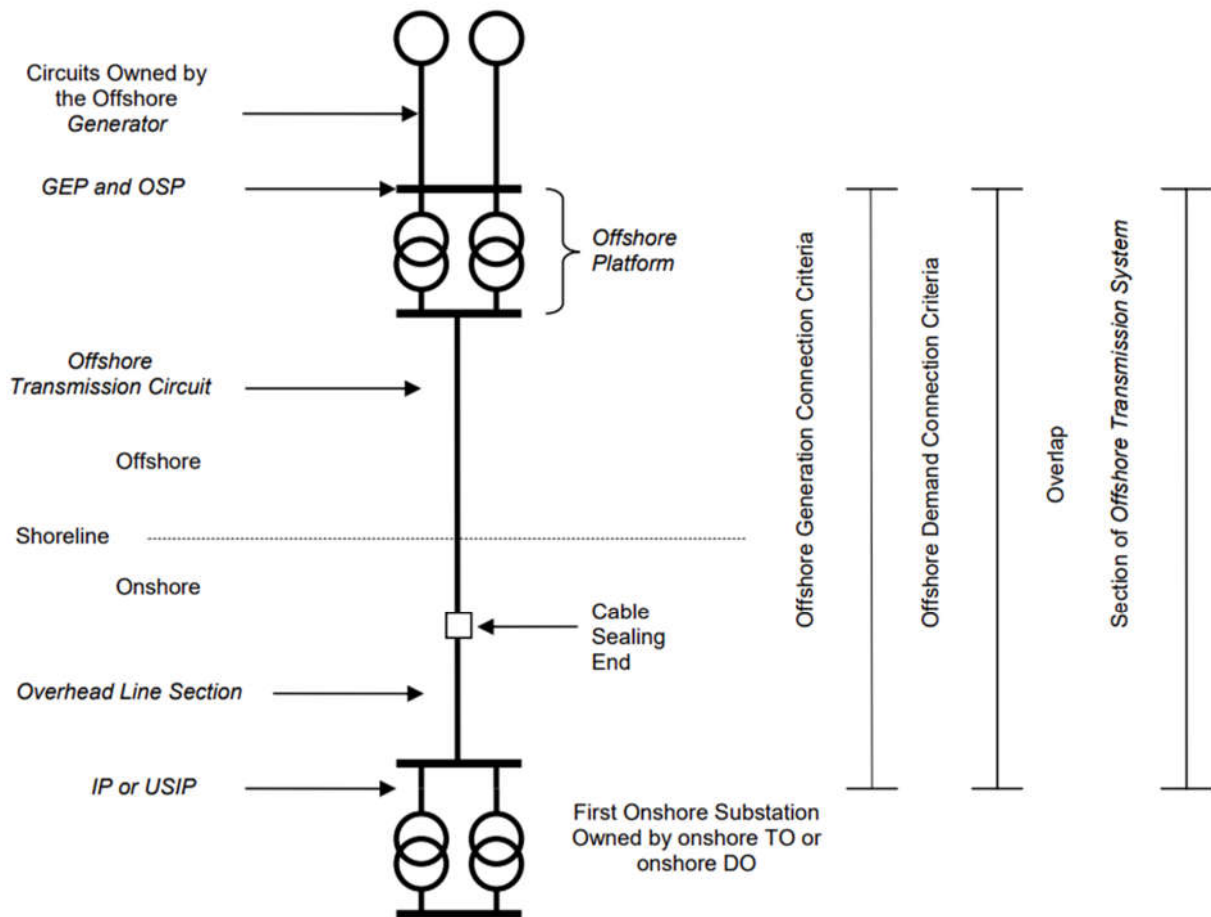 Circuits Owned by
the Offshore
Generator
GEP and OSP
Offshore
Platform
Offshore
Transmission Circuit
Offshore
Shoreline
Onshore
Cable
Sealing
End
Overhead Line Section
IP or USIP
First Onshore Substation
Owned by onshore TO or
onshore DO
Offshore Generation Connection Criteria
Offshore Demand Connection Criteria
Overlap
Section of Offshore Transmission System